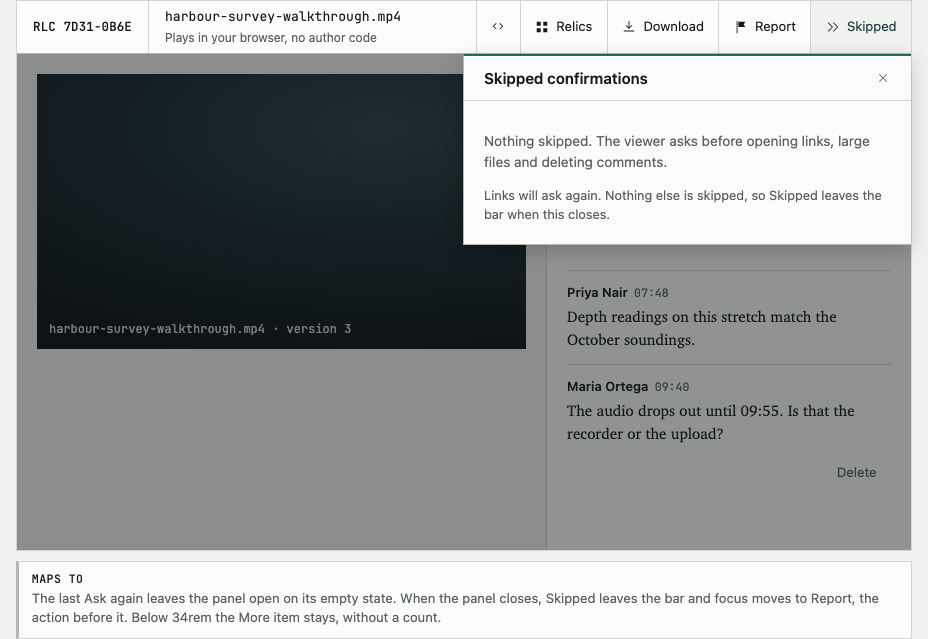 RLC 7D31-0B6E
harbour-survey-walkthrough.mp4
Plays in your browser, no author code
Relics
Download
Report
Skipped
Skipped confirmations
Nothing skipped. The viewer asks before opening links, large
files and deleting comments.
Links will ask again. Nothing else is skipped, so Skipped leaves the
bar when this closes.
harbour-survey-walkthrough.mp4 · version 3
Priya Nair 07:48
Depth readings on this stretch match the
October soundings.
Maria Ortega 09:40
The audio drops out until 09:55. Is that the
recorder or the upload?
Delete
MAPS TO
The last Ask again leaves the panel open on its empty state. When the panel closes, Skipped leaves the bar and focus moves to Report, the
action before it. Below 34rem the More item stays, without a count.